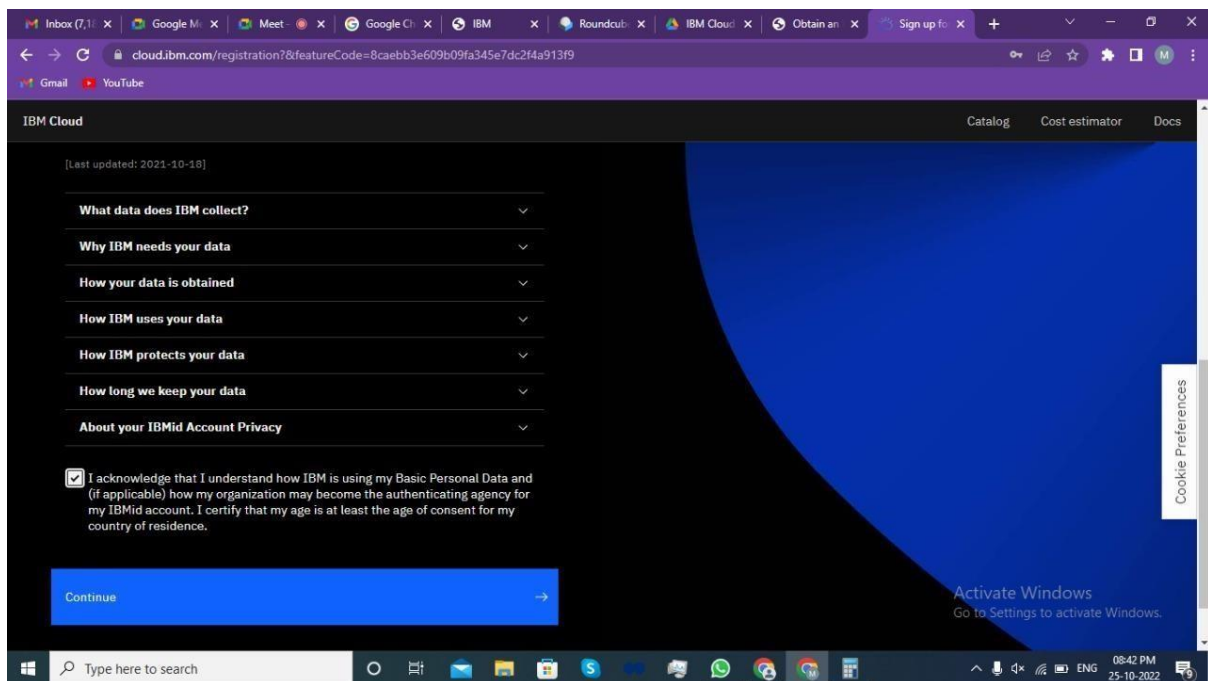 Inbox (7,1
Google M
Meet -
Google Ch
IBM
Roundcub
IBM Cloud
Obtain an
Sign up fo
cloud.ibm.com/registration?&featureCode=8caebb3e609b09fa345e7dc2f4a913f9
M
Gmail
YouTube
IBM Cloud
Catalog
Cost estimator
Docs
[Last updated: 2021-10-18]
What data does IBM collect?
Why IBM needs your data
How your data is obtained
How IBM uses your data
How IBM protects your data
How long we keep your data
About your IBMid Account Privacy
I acknowledge that I understand how IBM is using my Basic Personal Data and
(if applicable) how my organization may become the authenticating agency for
my IBMid account. I certify that my age is at least the age of consent for my
country of residence.
Cookie Preferences
Continue
Activate Windows
Go to Settings to activate Windows.
Type here to search
ENG
08:42 PM
25-10-2022